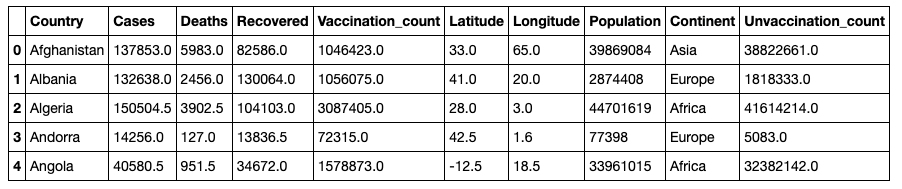 Country Cases Deaths Recovered Vaccination_count Latitude Longitude Population Continent Unvaccination_count
0 Afghanistan 137853.0 5983.0 82586.0 1046423.0 33.0 65.0 39869084 Asia 38822661.0
1 Albania 132638.0 2456.0 130064.0 1056075.0 41.0 20.0 2874408 Europe 1818333.0
2 Algeria 150504.5 3902.5 104103.0 3087405.0 28.0 3.0 44701619 Africa 41614214.0
3 Andorra 14256.0 127.0 13836.5 72315.0 42.5 1.6 77398 Europe 5083.0
4 Angola 40580.5 951.5 34672.0 1578873.0 -12.5 18.5 33961015 Africa 32382142.0